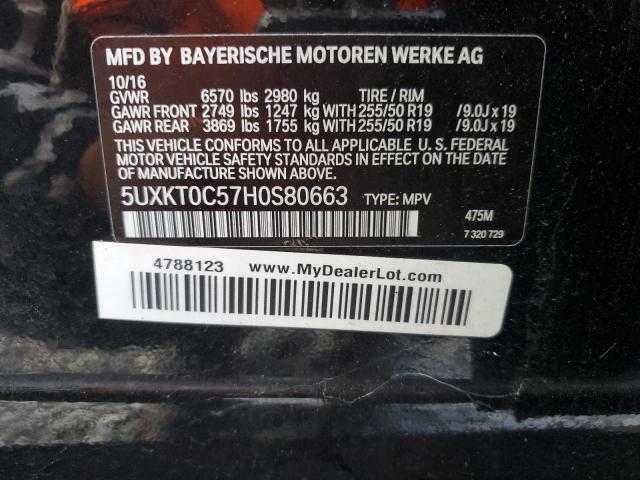 MFD BY BAYERISCHE MOTOREN WERKE AG
10/16
GVWR 6570 lbs 2980 kg TIRE / RIM
GAWR FRONT 2749 lbs 1247 kg WITH 255/50 R19 /9.0J x 19
GAWR REAR 3869 lbs 1755 kg WITH 255/50 R19 /9.0J x 19
THIS VEHICLE CONFORMS TO ALL APPLICABLE U. S. FEDERAL
MOTOR VEHICLE SAFETY STANDARDS IN EFFECT ON THE
DATE OF MANUFACTURE SHOWN ABOVE.
5UXKT0C57H0S80663 TYPE: MPV 475M
7 320 729
4788123 www.MyDealerLot.com